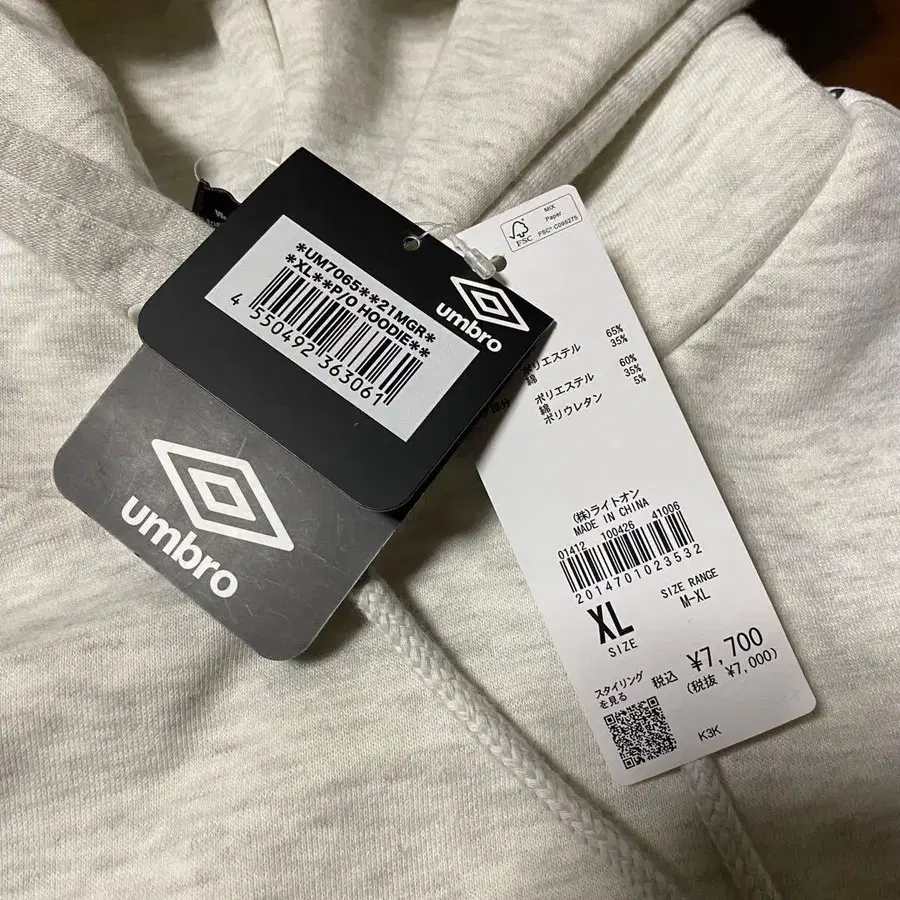 *UM7065**21MGR*
*XL**P/O HOODIE**
4 550492 363061
umbro
umbro
FSC
MIX
Paper
FSC® C095275
ポリエステル 65%
綿 35%
ポリエステル 60%
綿 35%
ポリウレタン 5%
(株)ライトオン
MADE IN CHINA
01412 100426 41006
2014701023532
XL
SIZE
SIZE RANGE
M-XL
スタイリング
を見る
税込 ¥7,700
(税抜 ¥7,000)
K3K